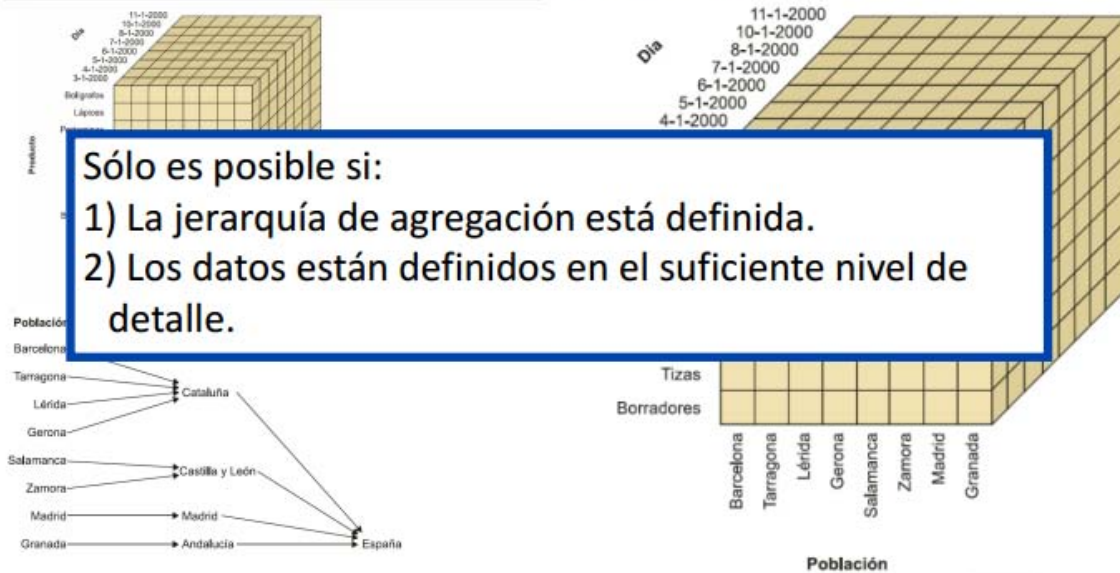 11-1-2000
10-1-2000
8-1-2000
7-1-2000
6-1-2000
5-1-2000
4-1-2000
3-1-2000
Día
Bolígrafos
Lápices
Producto
11-1-2000
10-1-2000
8-1-2000
7-1-2000
6-1-2000
5-1-2000
4-1-2000
Día
Sólo es posible si:
1) La jerarquía de agregación está definida.
2) Los datos están definidos en el suficiente nivel de
detalle.
Población
Barcelona
Tarragona
Lérida
Gerona
Salamanca
Zamora
Madrid
Granada
Cataluña
Castilla y León
Madrid
Andalucía
España
Tizas
Borradores
Barcelona
Tarragona
Lérida
Gerona
Salamanca
Zamora
Madrid
Granada
Población